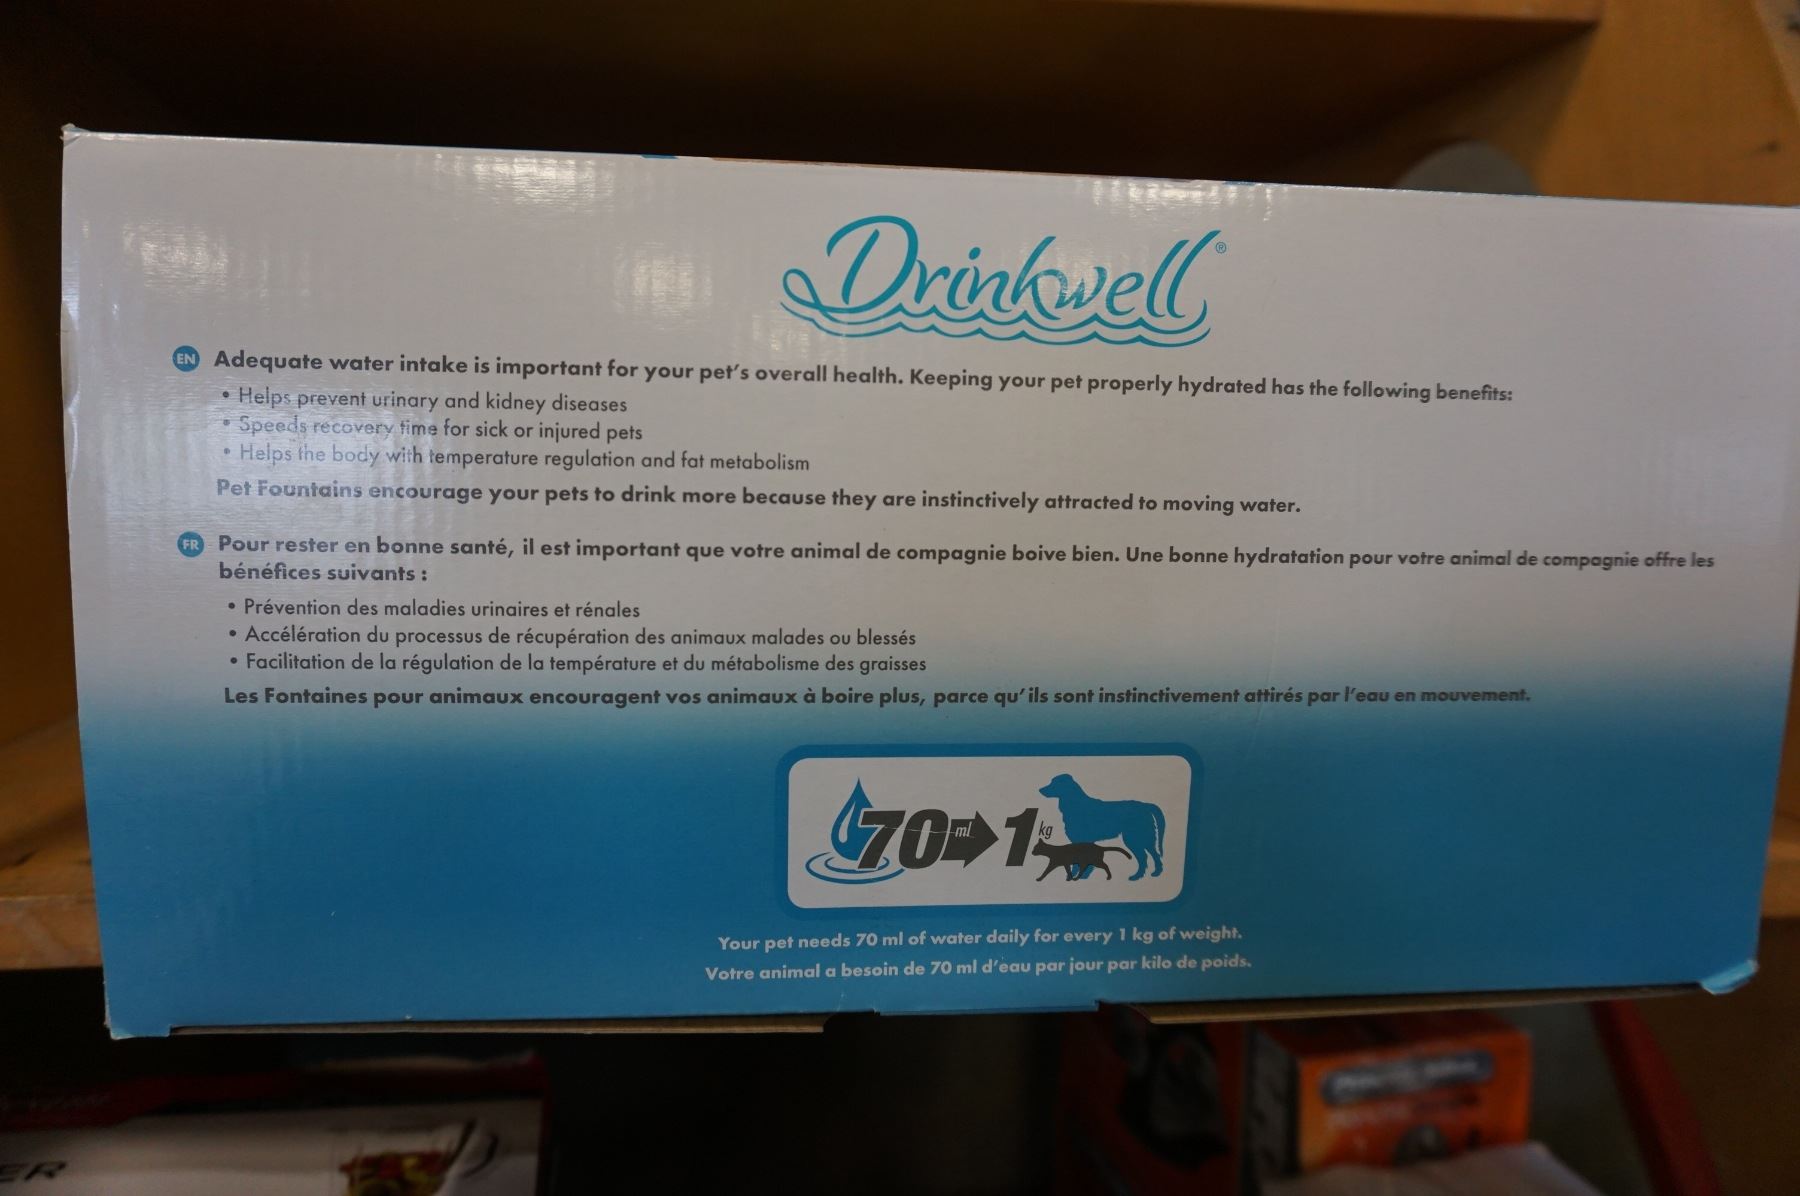 Drinkwell®
EN Adequate water intake is important for your pet's overall health. Keeping your pet properly hydrated has the following benefits:
• Helps prevent urinary and kidney diseases
• Speeds recovery time for sick or injured pets
• Helps the body with temperature regulation and fat metabolism
Pet Fountains encourage your pets to drink more because they are instinctively attracted to moving water.
FR Pour rester en bonne santé, il est important que votre animal de compagnie boive bien. Une bonne hydratation pour votre animal de compagnie offre les
bénéfices suivants :
• Prévention des maladies urinaires et rénales
• Accélération du processus de récupération des animaux malades ou blessés
• Facilitation de la régulation de la température et du métabolisme des graisses
Les Fontaines pour animaux encouragent vos animaux à boire plus, parce qu'ils sont instinctivement attirés par l'eau en mouvement.
70 ml 1 kg
Your pet needs 70 ml of water daily for every 1 kg of weight.
Votre animal a besoin de 70 ml d'eau par jour par kilo de poids.
ER